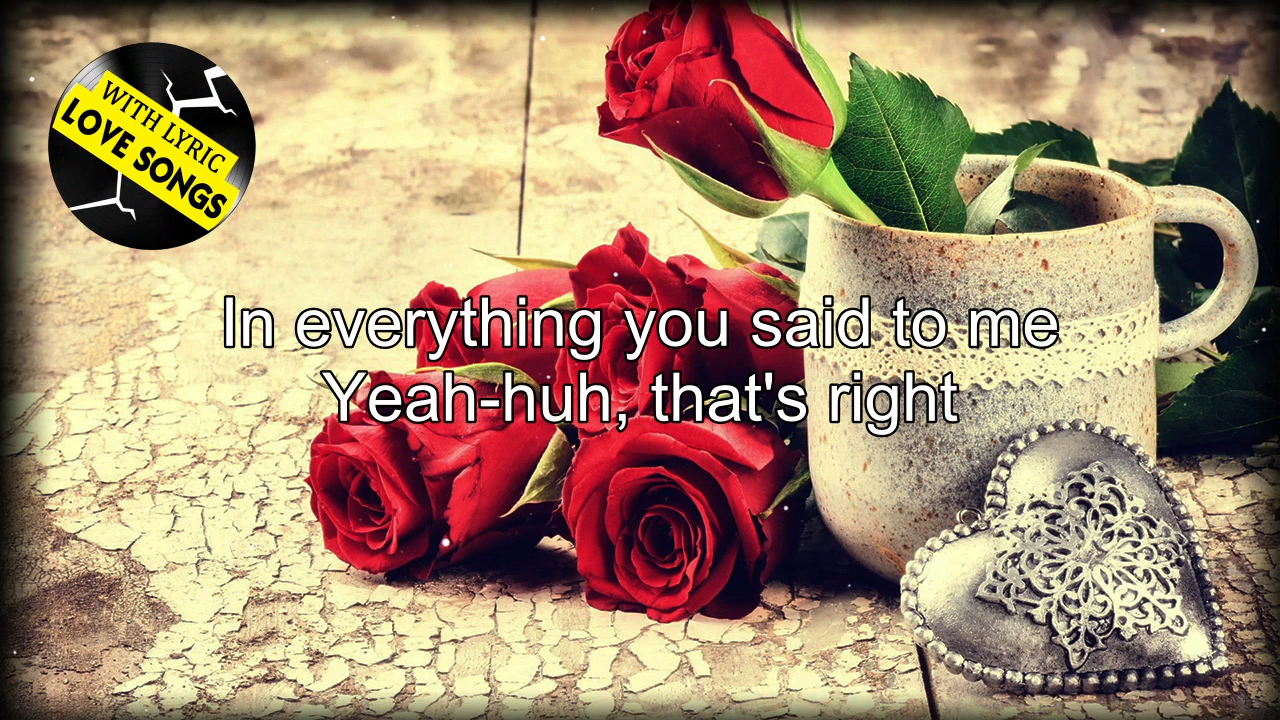 WITH LYRIC
LOVE SONGS
In everything you said to me
Yeah-huh, that's right